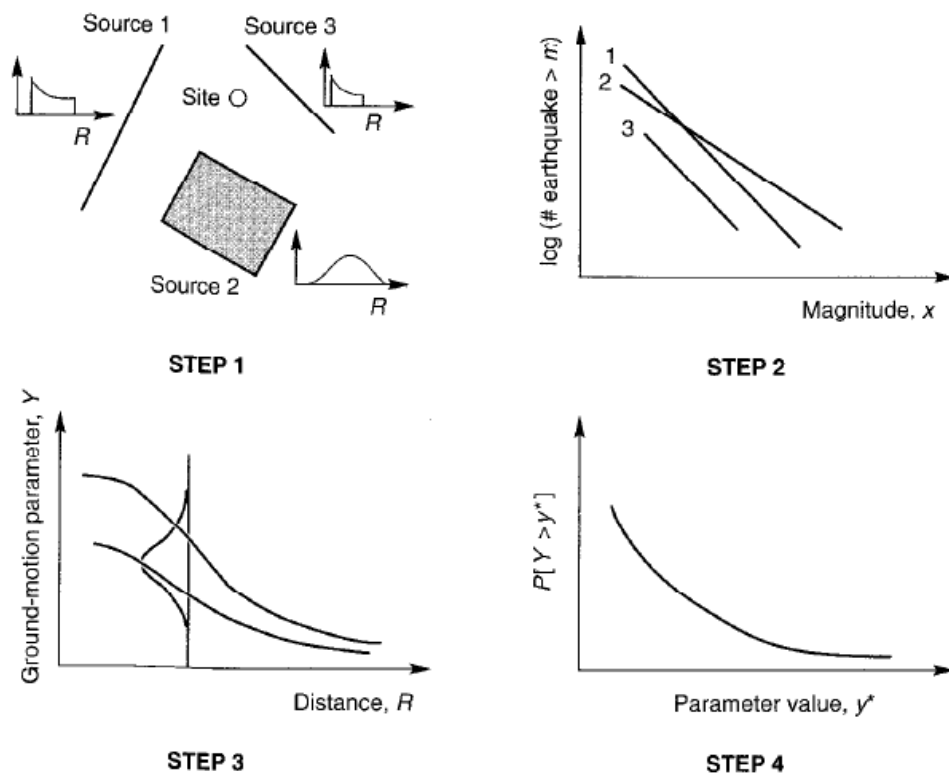 Source 1
Source 3
R
Site
R
Source 2
R
STEP 1
log (# earthquake > m)
1
2
3
Magnitude, x
STEP 2
Ground-motion parameter, Y
Distance, R
STEP 3
P[Y > y*]
Parameter value, y*
STEP 4